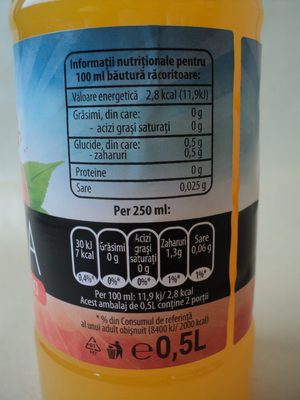 Informații nutriționale pentru
100 ml băutură răcoritoare:
Valoare energetică 2,8 kcal (11,9kJ)
Grăsimi, din care: 0 g
- acizi grași saturați 0 g
Glucide, din care: 0,5 g
- zaharuri 0,5 g
Proteine 0 g
Sare 0,025 g
Per 250 ml:
30 kJ
7 kcal
0.4%*
Grăsimi
0 g
0%*
Acizi
grași
saturați
0 g
0%*
Zaharuri
1,3g
1%*
Sare
0,06 g
1%*
Per 100 ml: 11,9 kj/ 2,8 kcal
Acest ambalaj de 0,5L conține 2 porții
* % din Consumul de referință
al unui adult obișnuit (8400 kJ/ 2000 kcal)
e 0,5L
A